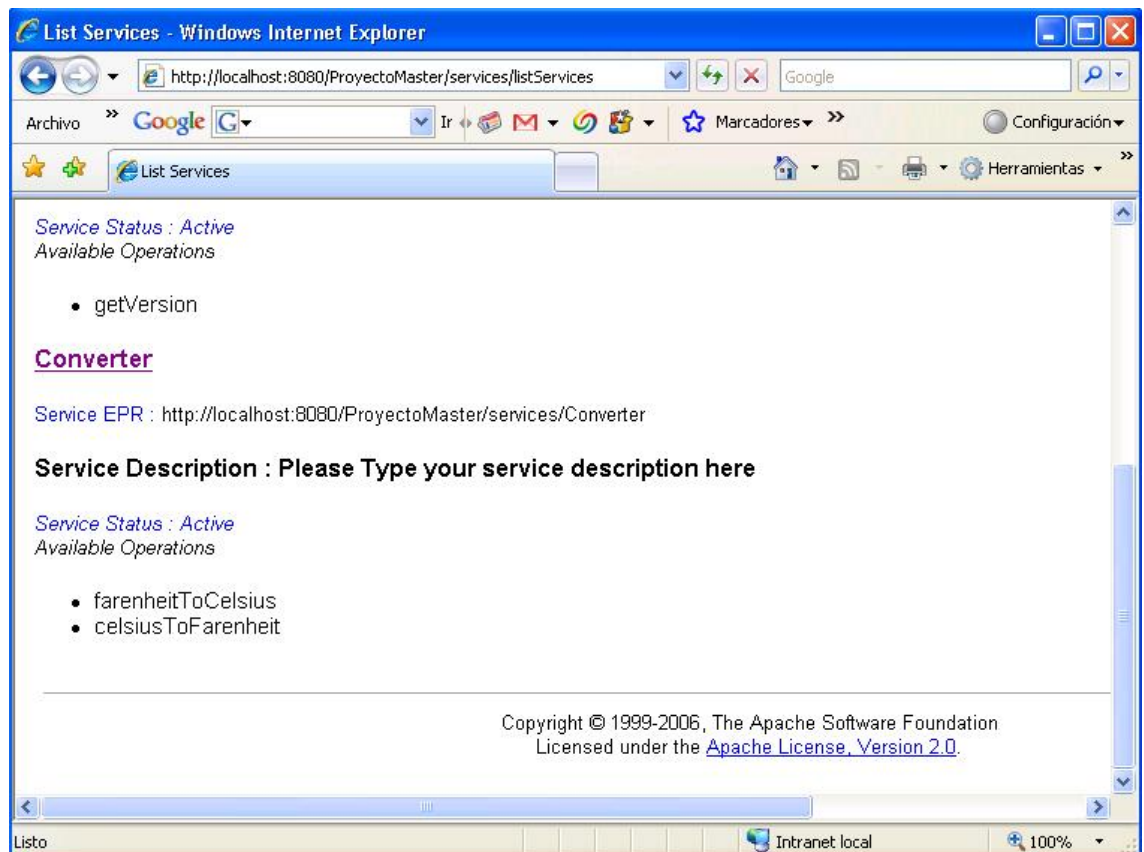 List Services - Windows Internet Explorer
http://localhost:8080/ProyectoMaster/services/listServices
Google
Archivo » Google G Ir Marcadores » Configuración
List Services Herramientas »
Service Status : Active
Available Operations
• getVersion
Converter
Service EPR : http://localhost:8080/ProyectoMaster/services/Converter
Service Description : Please Type your service description here
Service Status : Active
Available Operations
• farenheitToCelsius
• celsiusToFarenheit
Copyright © 1999-2006, The Apache Software Foundation
Licensed under the Apache License, Version 2.0.
Listo Intranet local 100%